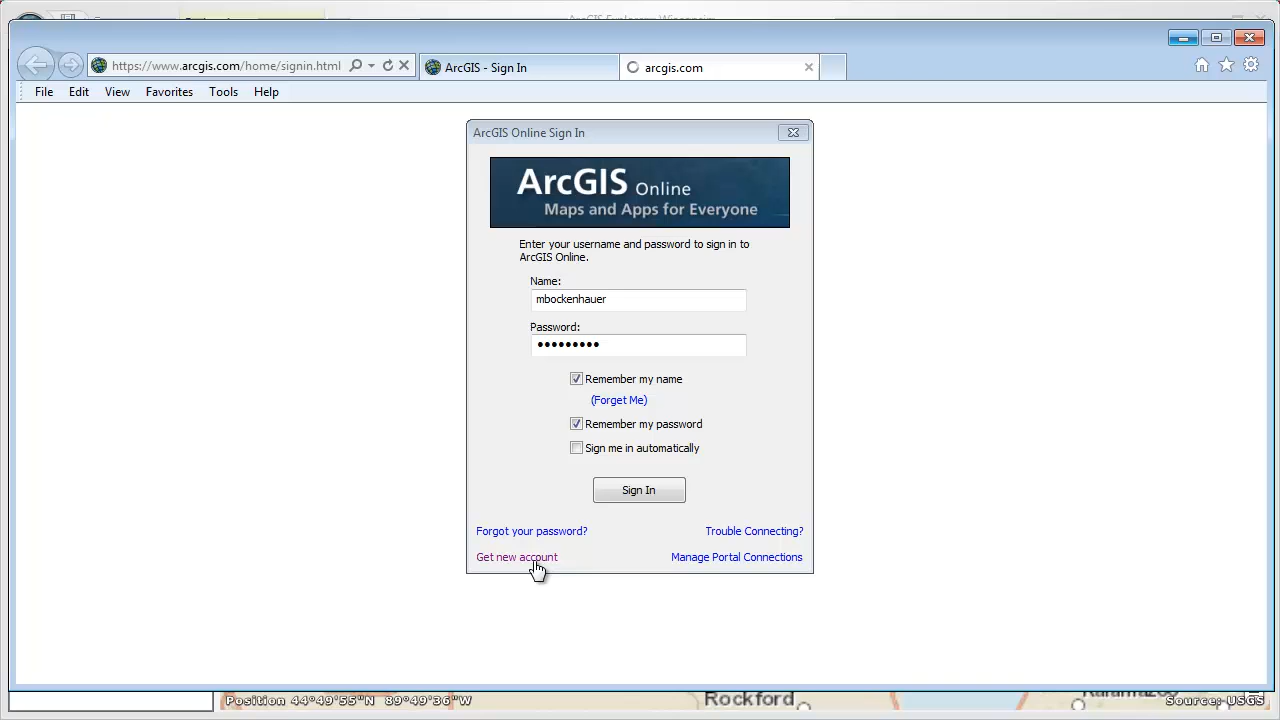 https://www.arcgis.com/home/signin.html
ArcGIS - Sign In
arcgis.com
File Edit View Favorites Tools Help
ArcGIS Online Sign In
ArcGIS Online
Maps and Apps for Everyone
Enter your username and password to sign in to
ArcGIS Online.
Name:
mbockenhauer
Password:
Remember my name
(Forget Me)
Remember my password
Sign me in automatically
Sign In
Forgot your password? Trouble Connecting?
Get new account Manage Portal Connections
Position 44°49'55"N 89°49'36"W
Rockford
Source: USGS